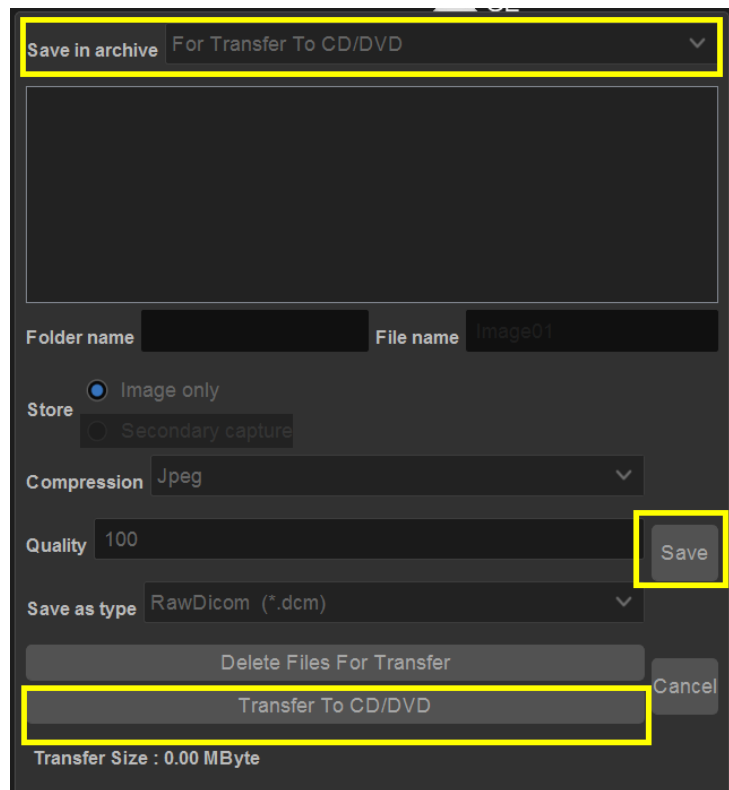 Save in archive For Transfer To CD/DVD
Folder name File name Image01
Image only
Store
Secondary capture
Compression Jpeg
Quality 100
Save
Save as type RawDicom (*.dcm)
Delete Files For Transfer
Cancel
Transfer To CD/DVD
Transfer Size : 0.00 MByte